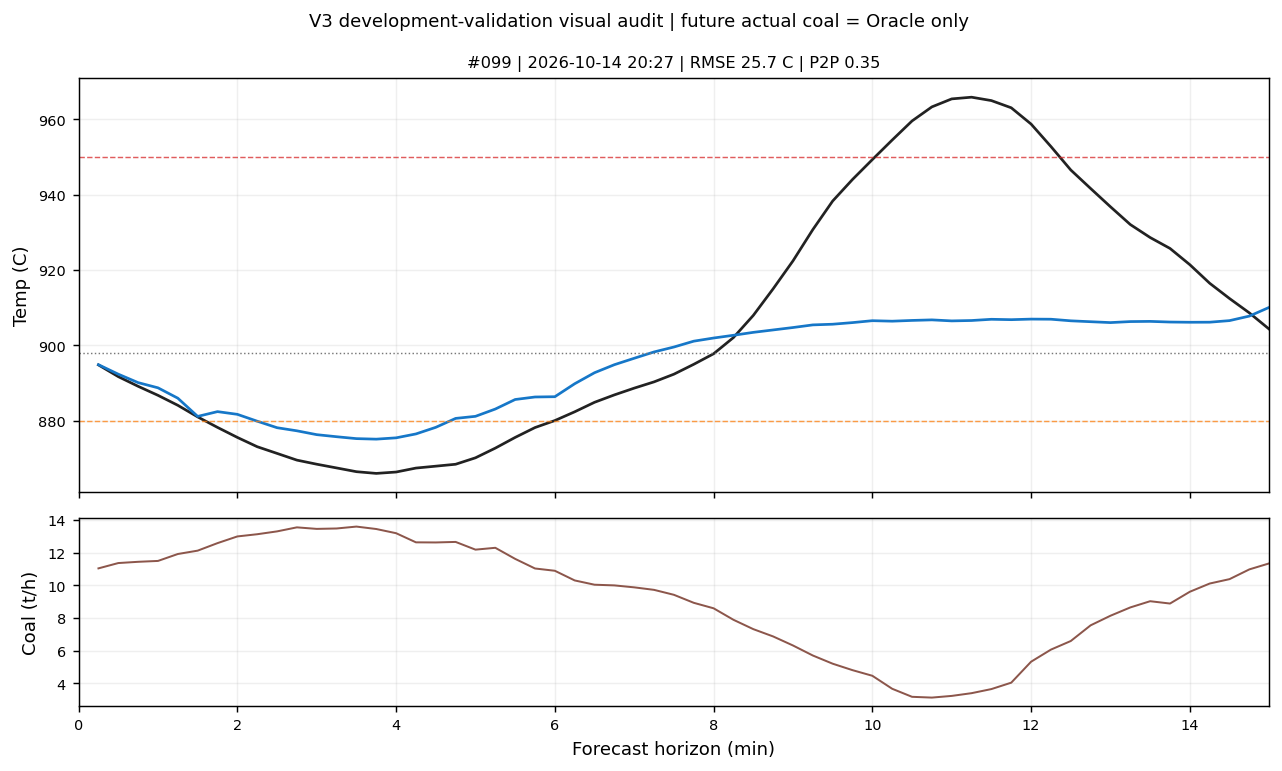 V3 development-validation visual audit | future actual coal = Oracle only
#099 | 2026-10-14 20:27 | RMSE 25.7 C | P2P 0.35
960
940
920
900
880
Temp (C)
14
12
10
8
6
4
Coal (t/h)
0 2 4 6 8 10 12 14
Forecast horizon (min)